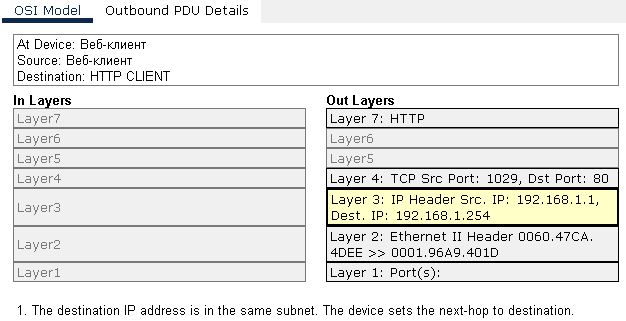 OSI Model Outbound PDU Details
At Device: Веб-клиент
Source: Веб-клиент
Destination: HTTP CLIENT
In Layers
Layer7
Layer6
Layer5
Layer4
Layer3
Layer2
Layer1
Out Layers
Layer 7: HTTP
Layer6
Layer5
Layer 4: TCP Src Port: 1029, Dst Port: 80
Layer 3: IP Header Src. IP: 192.168.1.1,
Dest. IP: 192.168.1.254
Layer 2: Ethernet II Header 0060.47CA.
4DEE >> 0001.96A9.401D
Layer 1: Port(s):
1. The destination IP address is in the same subnet. The device sets the next-hop to destination.